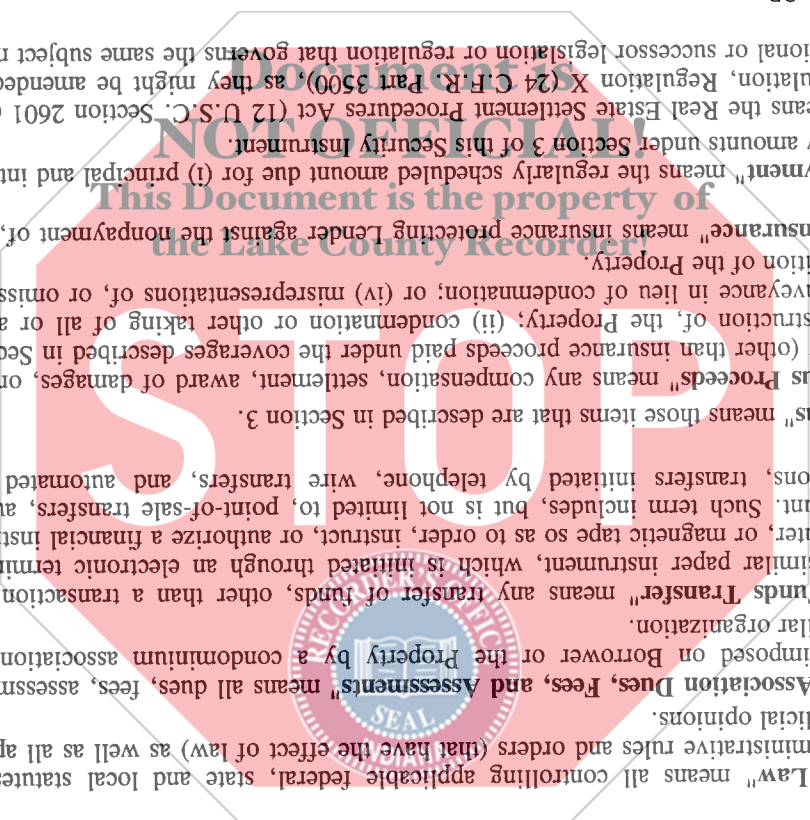 Document is
NOT OFFICIAL!
This Document is the property of
the Lake County Recorder!
STOP
RECORDER'S OFFICE
SEAL
INDIANA
Law" means all controlling applicable federal, state and local statutes
ministrative rules and orders (that have the effect of law) as well as all ap
licial opinions.
Association Dues, Fees, and Assessments" means all dues, fees, assessm
imposed on Borrower or the Property by a condominium association
lar organization.
unds Transfer" means any transfer of funds, other than a transaction
similar paper instrument, which is initiated through an electronic termin
ter, or magnetic tape so as to order, instruct, or authorize a financial insti
unt. Such term includes, but is not limited to, point-of-sale transfers, au
ons, transfers initiated by telephone, wire transfers, and automated
s" means those items that are described in Section 3.
us Proceeds" means any compensation, settlement, award of damages, or
(other than insurance proceeds paid under the coverages described in Sec
struction of, the Property; (ii) condemnation or other taking of all or a
veyance in lieu of condemnation; or (iv) misrepresentations of, or omiss
ition of the Property.
nsurance" means insurance protecting Lender against the nonpayment of,
yment" means the regularly scheduled amount due for (i) principal and int
amounts under Section 3 of this Security Instrument.
eans the Real Estate Settlement Procedures Act (12 U.S.C. Section 2601
ulation, Regulation X (24 C.F.R. Part 3500), as they might be amended
ional or successor legislation or regulation that governs the same subject